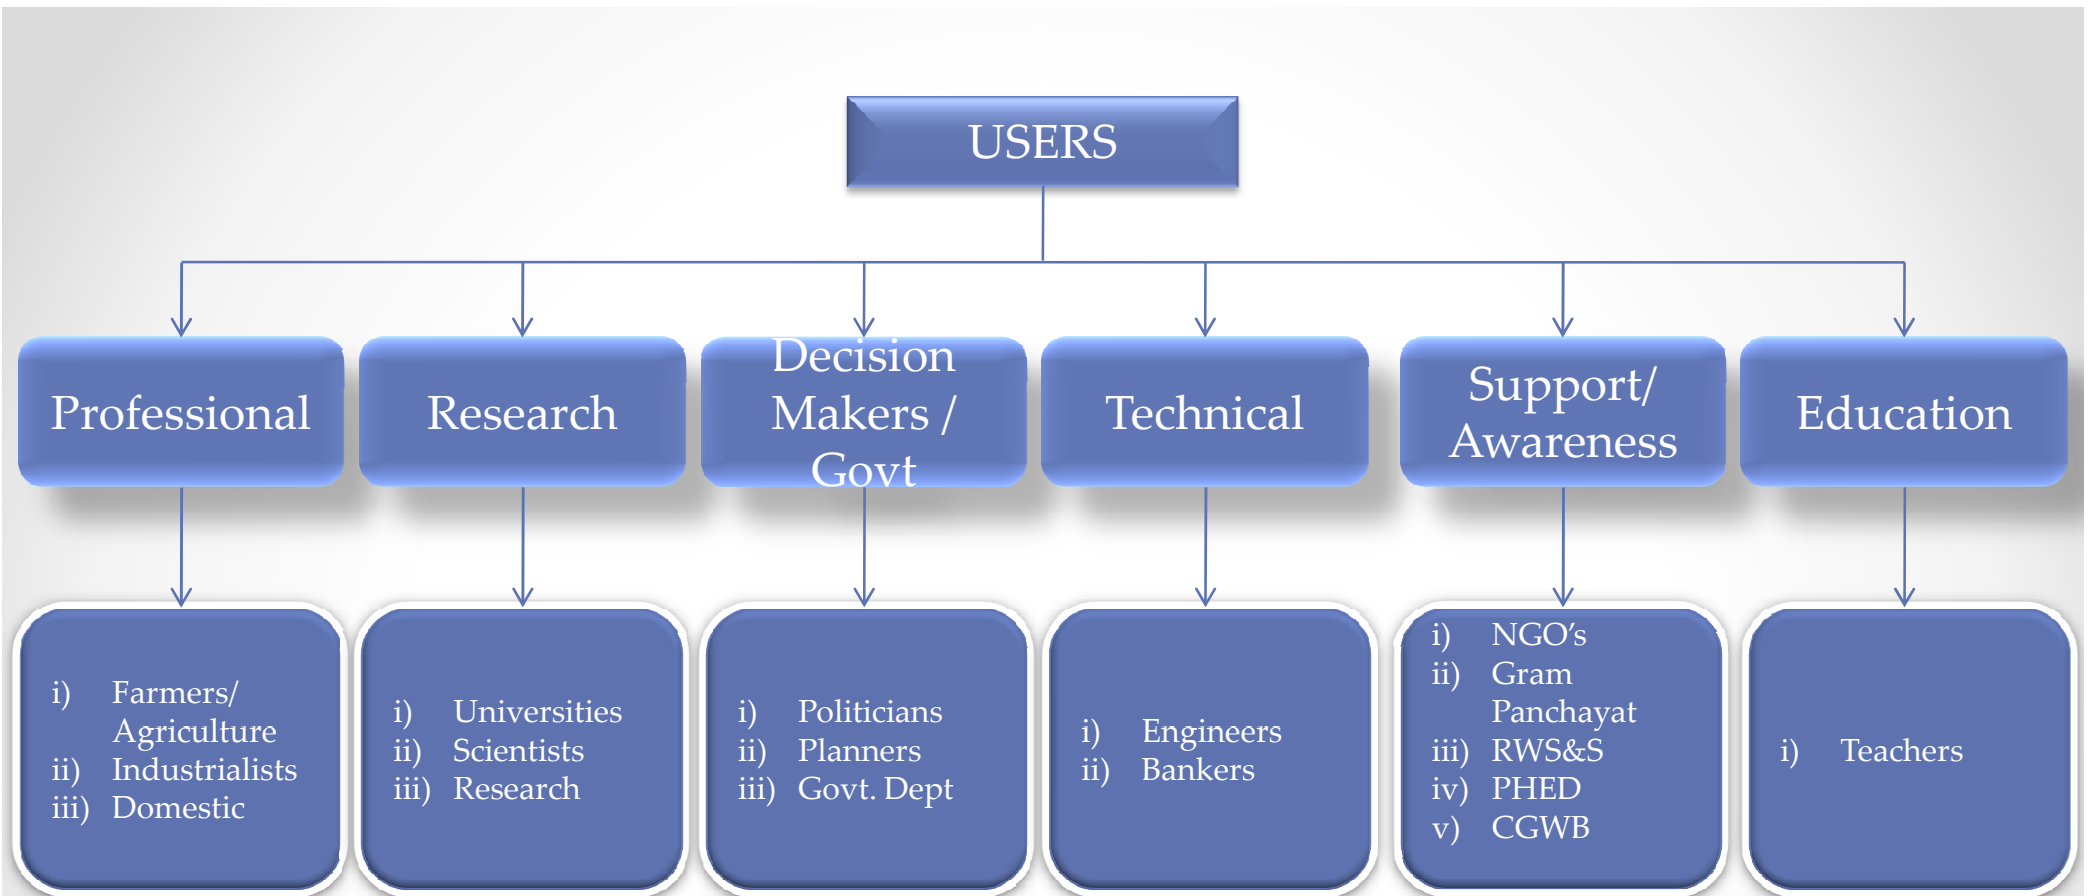 USERS
Professional
Research
Decision
Makers /
Govt
Technical
Support/
Awareness
Education
i) Farmers/
Agriculture
ii) Industrialists
iii) Domestic
i) Universities
ii) Scientists
iii) Research
i) Politicians
ii) Planners
iii) Govt. Dept
i) Engineers
ii) Bankers
i) NGO’s
ii) Gram
Panchayat
iii) RWS&S
iv) PHED
v) CGWB
i) Teachers